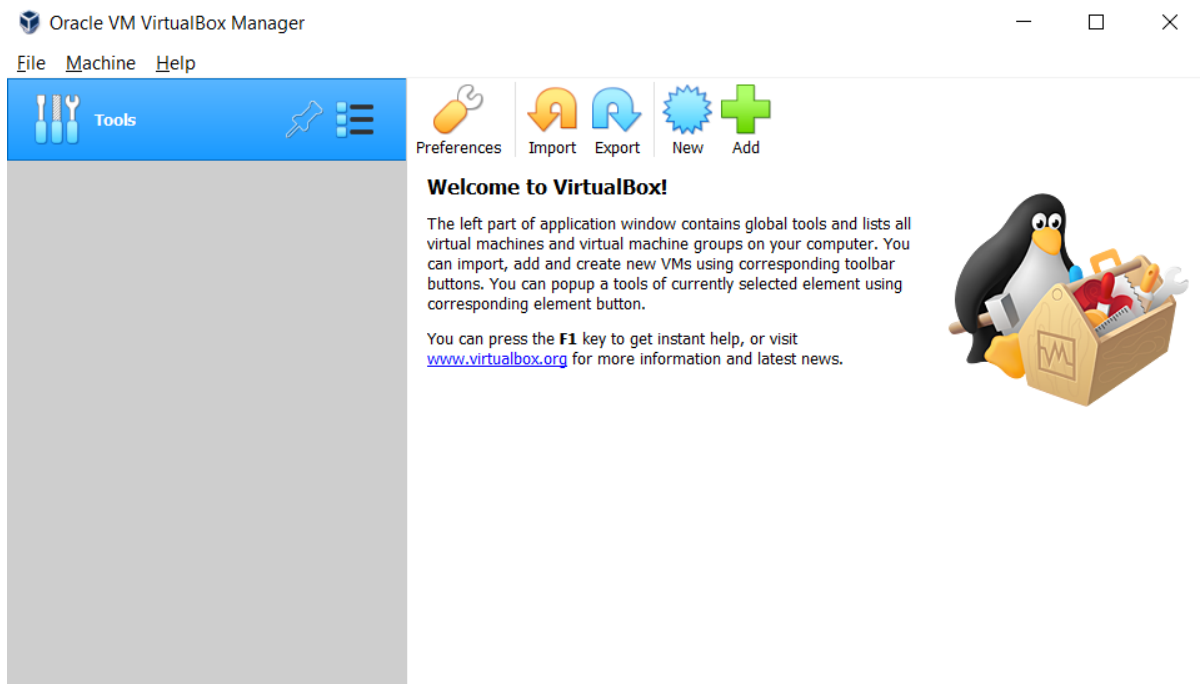 Oracle VM VirtualBox Manager
File Machine Help
Tools
Preferences Import Export New Add
Welcome to VirtualBox!
The left part of application window contains global tools and lists all
virtual machines and virtual machine groups on your computer. You
can import, add and create new VMs using corresponding toolbar
buttons. You can popup a tools of currently selected element using
corresponding element button.
You can press the F1 key to get instant help, or visit
www.virtualbox.org for more information and latest news.